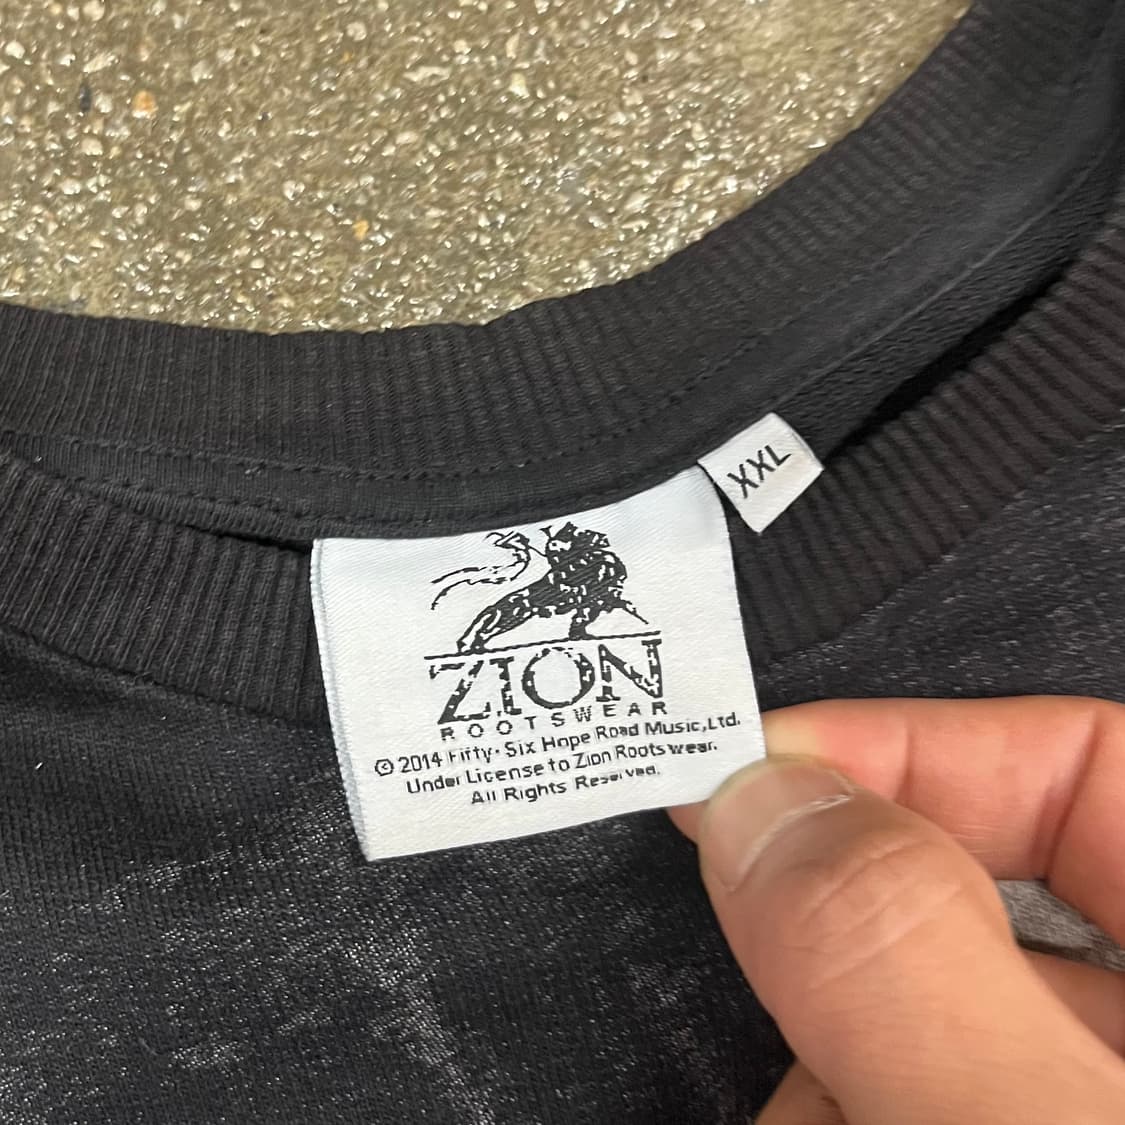 XXL
ZION
ROOTSWEAR
© 2014 Fifty-Six Hope Road Music, Ltd.
Under License to Zion Rootswear.
All Rights Reserved.